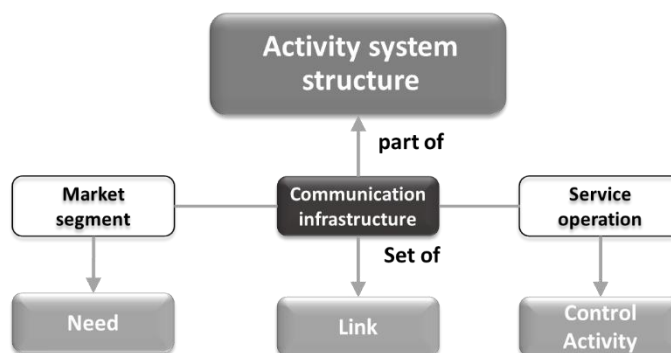 Activity system
structure
part of
Market
segment
Communication
infrastructure
Service
operation
Set of
Need
Link
Control
Activity